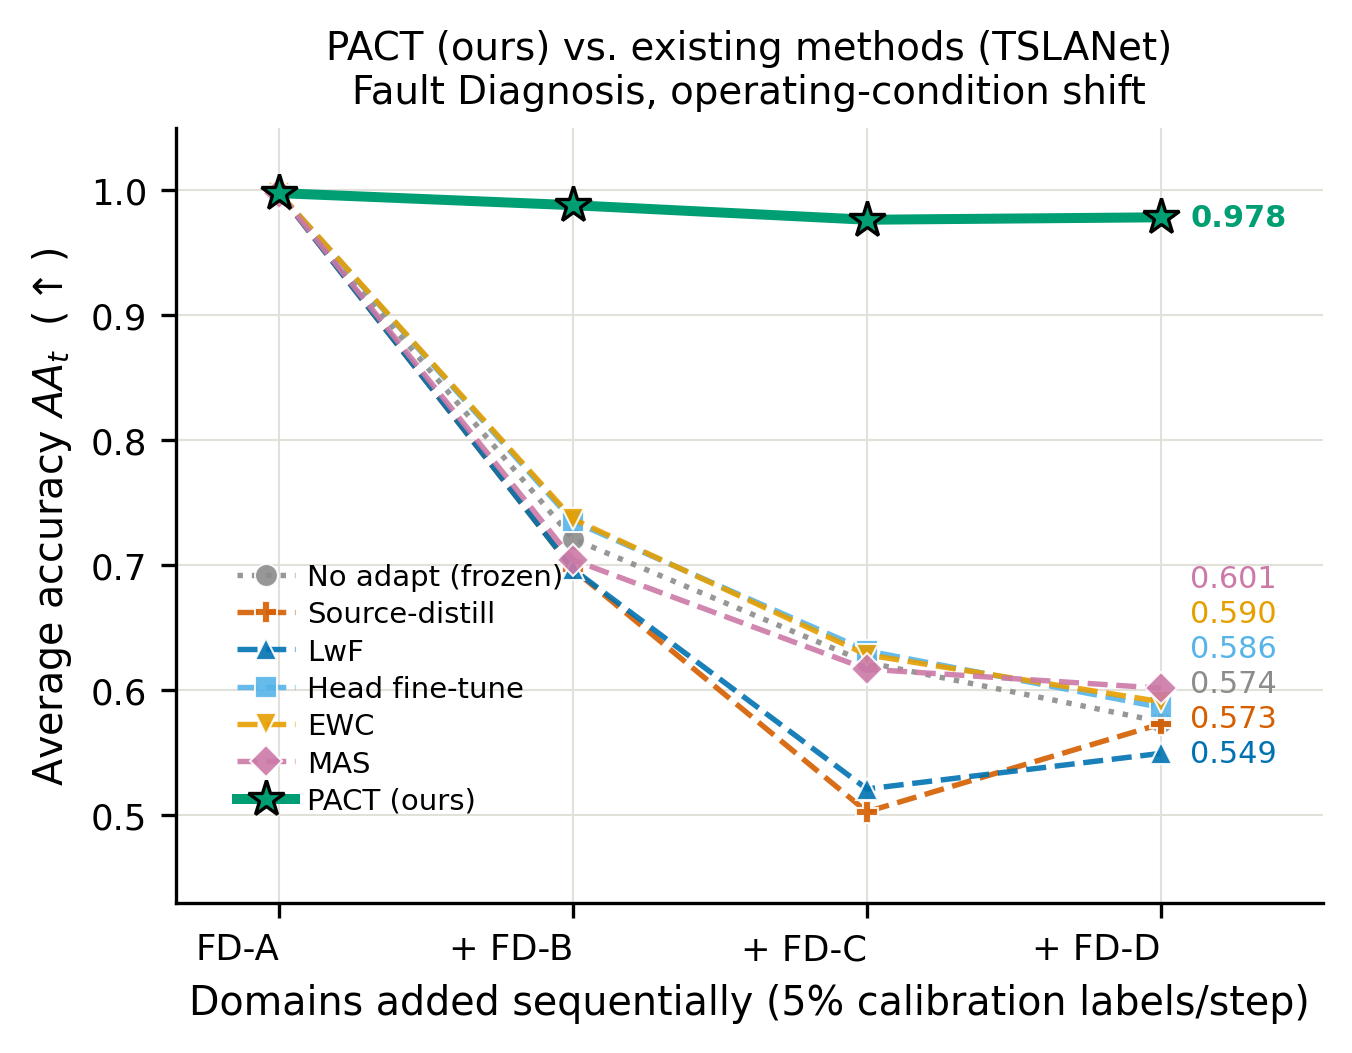 PACT (ours) vs. existing methods (TSLANet)
Fault Diagnosis, operating-condition shift
Average accuracy AAₜ (↑)
1.0
0.9
0.8
0.7
0.6
0.5
0.978
0.601
0.590
0.586
0.574
0.573
0.549
No adapt (frozen)
Source-distill
LwF
Head fine-tune
EWC
MAS
PACT (ours)
FD-A
+ FD-B
+ FD-C
+ FD-D
Domains added sequentially (5% calibration labels/step)